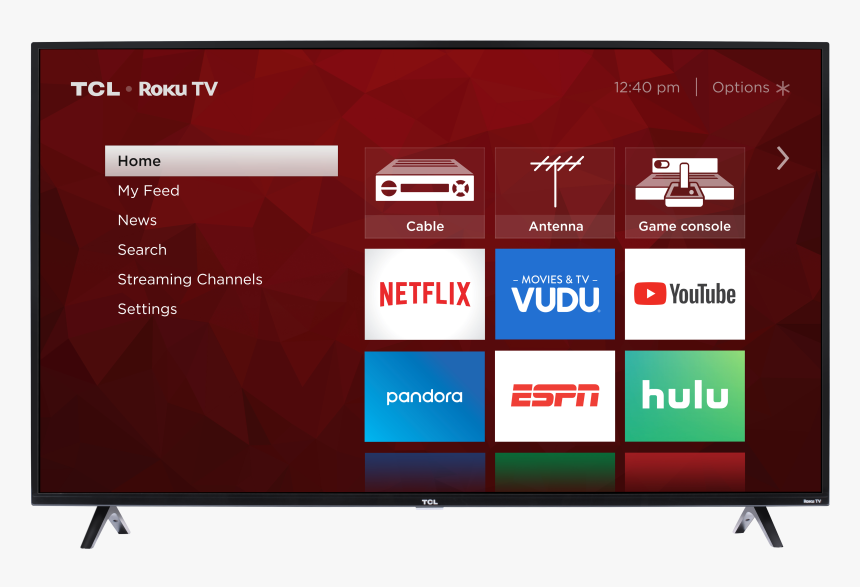 TCL • Roku TV
12:40 pm | Options
Home
My Feed
News
Search
Streaming Channels
Settings
Cable
Antenna
Game console
NETFLIX
– MOVIES & TV –
VUDU
YouTube
pandora
ESPN
hulu
TCL
Roku TV